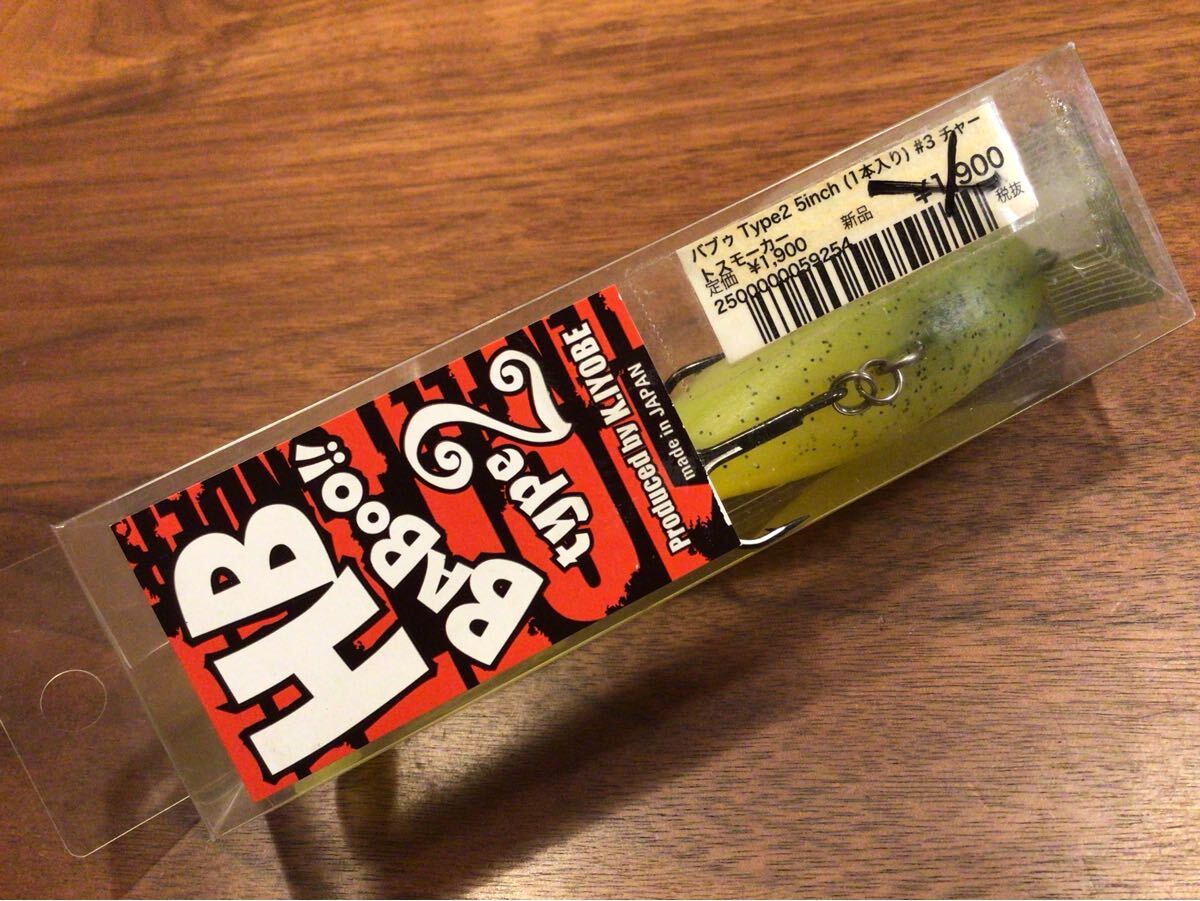 HB
BABOO!!
BABOO!!
type2
Produced by K.IYOBE
made in JAPAN
バブゥ Type2 5inch (1本入り) #3 チャー
トスモーカー
新品
¥1,900
定価 ¥1,900
税抜
2500000059254